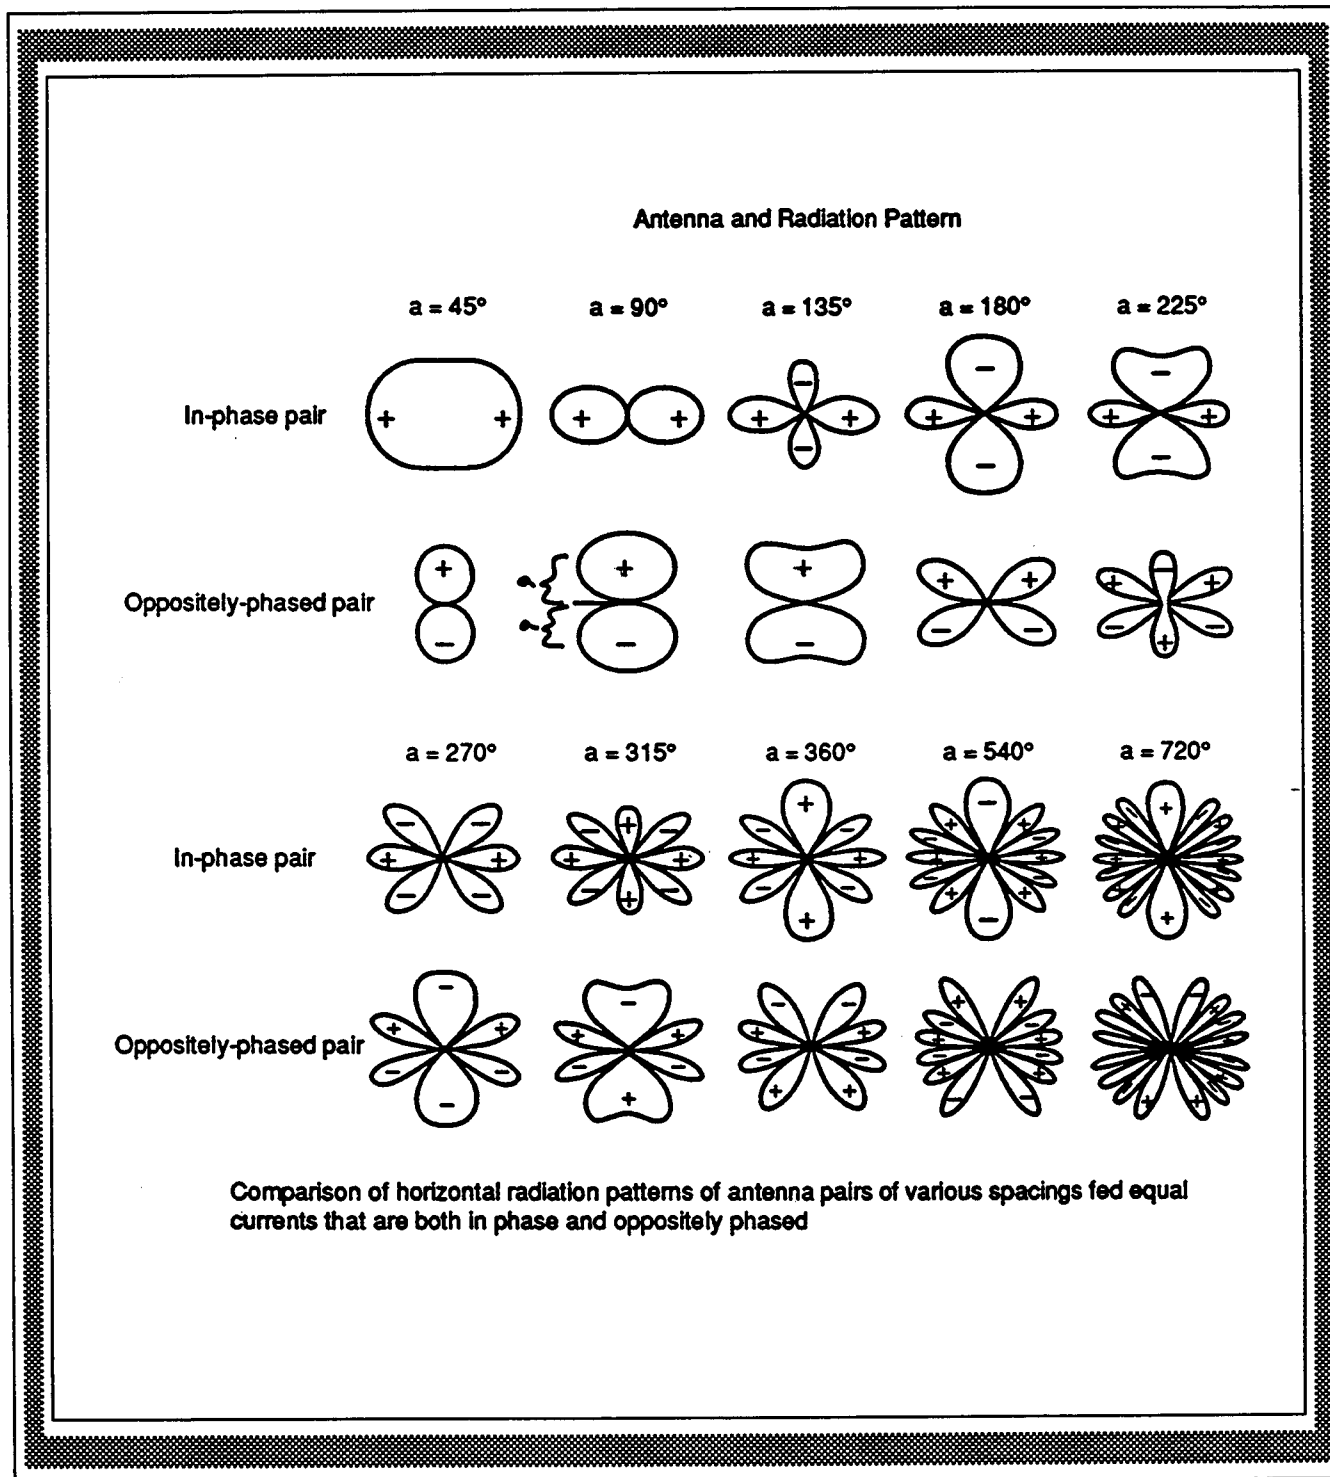 Antenna and Radiation Pattern
a = 45° a = 90° a = 135° a = 180° a = 225°
In-phase pair + + + + + - + - + - + - + - + -
Oppositely-phased pair + - + - + - + + - - + - + - - +
a = 270° a = 315° a = 360° a = 540° a = 720°
In-phase pair
Oppositely-phased pair
Comparison of horizontal radiation patterns of antenna pairs of various spacings fed equal
currents that are both in phase and oppositely phased